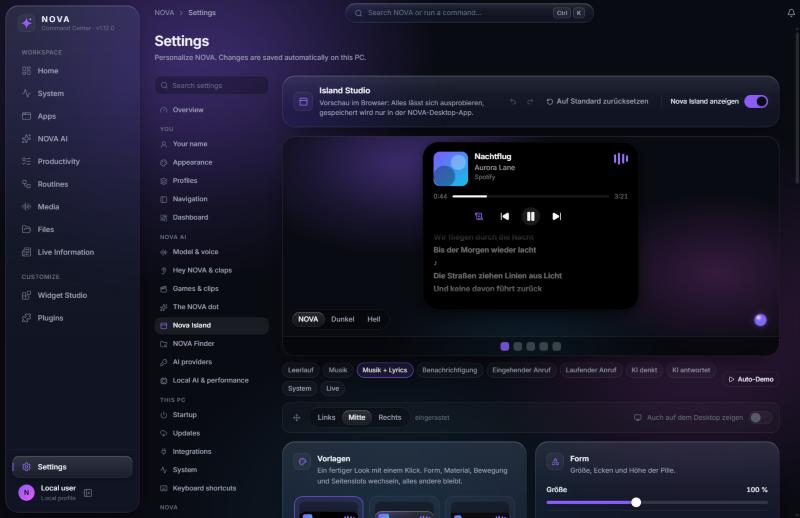 NOVA
Command Center · v1.12.0
WORKSPACE
Home
System
Apps
NOVA AI
Productivity
Routines
Media
Files
Live Information
CUSTOMIZE
Widget Studio
Plugins
Settings
N
Local user
Local profile
NOVA > Settings
Search NOVA or run a command...
Ctrl K
Settings
Personalize NOVA. Changes are saved automatically on this PC.
Search settings
Overview
YOU
Your name
Appearance
Profiles
Navigation
Dashboard
NOVA AI
Model & voice
Hey NOVA & claps
Games & clips
The NOVA dot
Nova Island
NOVA Finder
AI providers
Local AI & performance
THIS PC
Startup
Updates
Integrations
System
Keyboard shortcuts
NOVA
Island Studio
Vorschau im Browser: Alles lässt sich ausprobieren,
gespeichert wird nur in der NOVA-Desktop-App.
Auf Standard zurücksetzen
Nova Island anzeigen
Nachtflug
Aurora Lane
Spotify
0:44
3:21
Wir fliegen durch die Nacht
Bis der Morgen wieder lacht
♪
Die Straßen ziehen Linien aus Licht
Und keine davon führt zurück
NOVA Dunkel Hell
Leerlauf Musik Musik + Lyrics Benachrichtigung Eingehender Anruf Laufender Anruf KI denkt KI antwortet
System Live
Auto-Demo
Links Mitte Rechts eingerastet
Auch auf dem Desktop zeigen
Vorlagen
Ein fertiger Look mit einem Klick. Form, Material, Bewegung
und Seitenslots wechseln, alles andere bleibt.
Form
Größe, Ecken und Höhe der Pille.
Größe 100 %